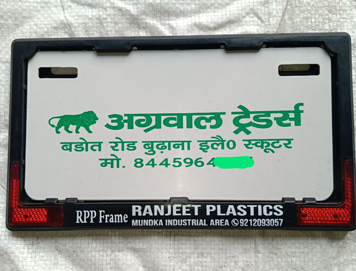 अग्रवाल ट्रेडर्स
बडोत रोड बुढ़ाना इलै0 स्कूटर
मो. 8445964
RPP Frame RANJEET PLASTICS
MUNDKA INDUSTRIAL AREA 9212093057